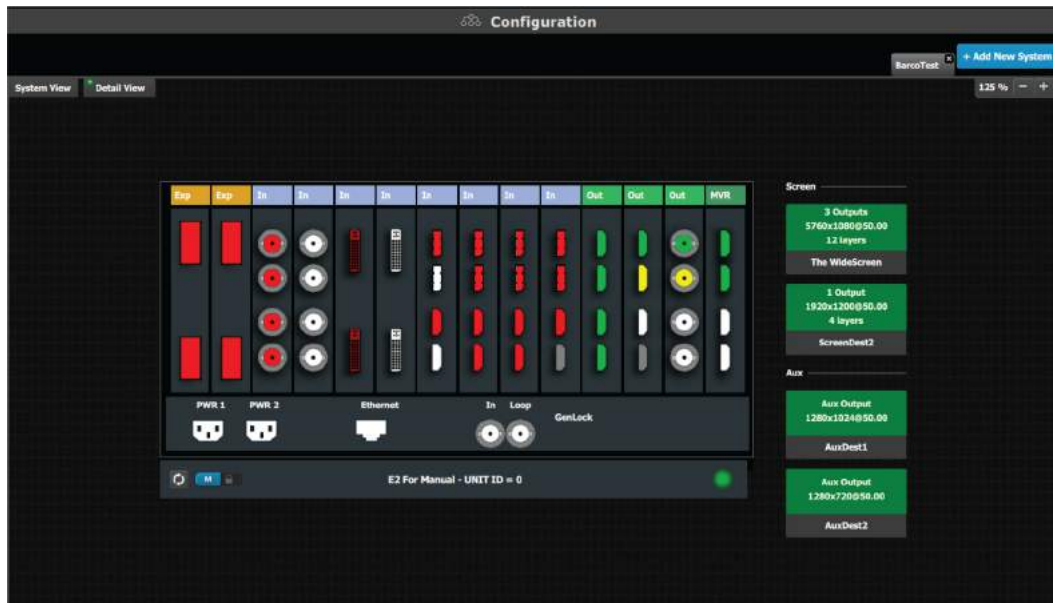 Configuration
BarcoTest
+ Add New System
System View
Detail View
125 % − +
Exp Exp In In In In In In In In Out Out Out MVR
PWR 1 PWR 2 Ethernet In Loop GenLock
M
E2 For Manual - UNIT ID = 0
Screen
3 Outputs
5760x1080@50.00
12 layers
The WideScreen
1 Output
1920x1200@50.00
4 layers
ScreenDest2
Aux
Aux Output
1280x1024@50.00
AuxDest1
Aux Output
1280x720@50.00
AuxDest2